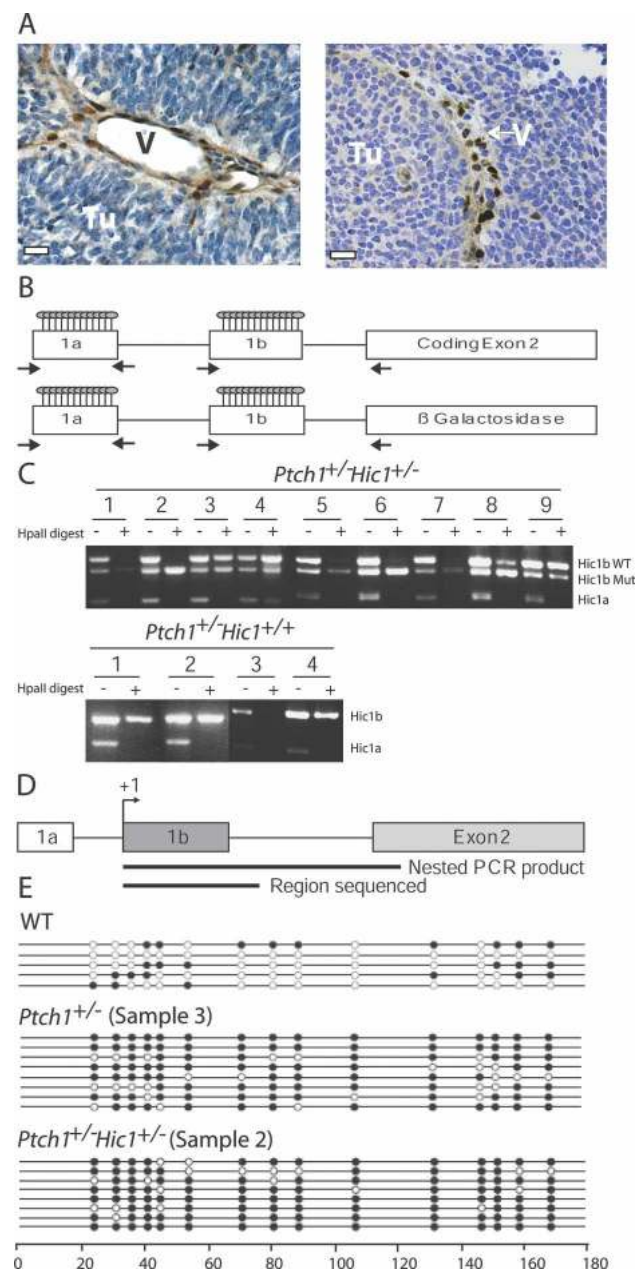 A
V
Tu
V
Tu
B
1a 1b Coding Exon 2
1a 1b β Galactosidase
C
Ptch1+/-Hic1+/-
1 2 3 4 5 6 7 8 9
HpaII digest - + - + - + - + - + - + - + - + - +
Hic1b WT
Hic1b Mut
Hic1a
Ptch1+/-Hic1+/+
1 2 3 4
HpaII digest - + - + - + - +
Hic1b
Hic1a
D
+1
1a 1b Exon2
Nested PCR product
Region sequenced
E
WT
Ptch1+/- (Sample 3)
Ptch1+/-Hic1+/- (Sample 2)
0 20 40 60 80 100 120 140 160 180